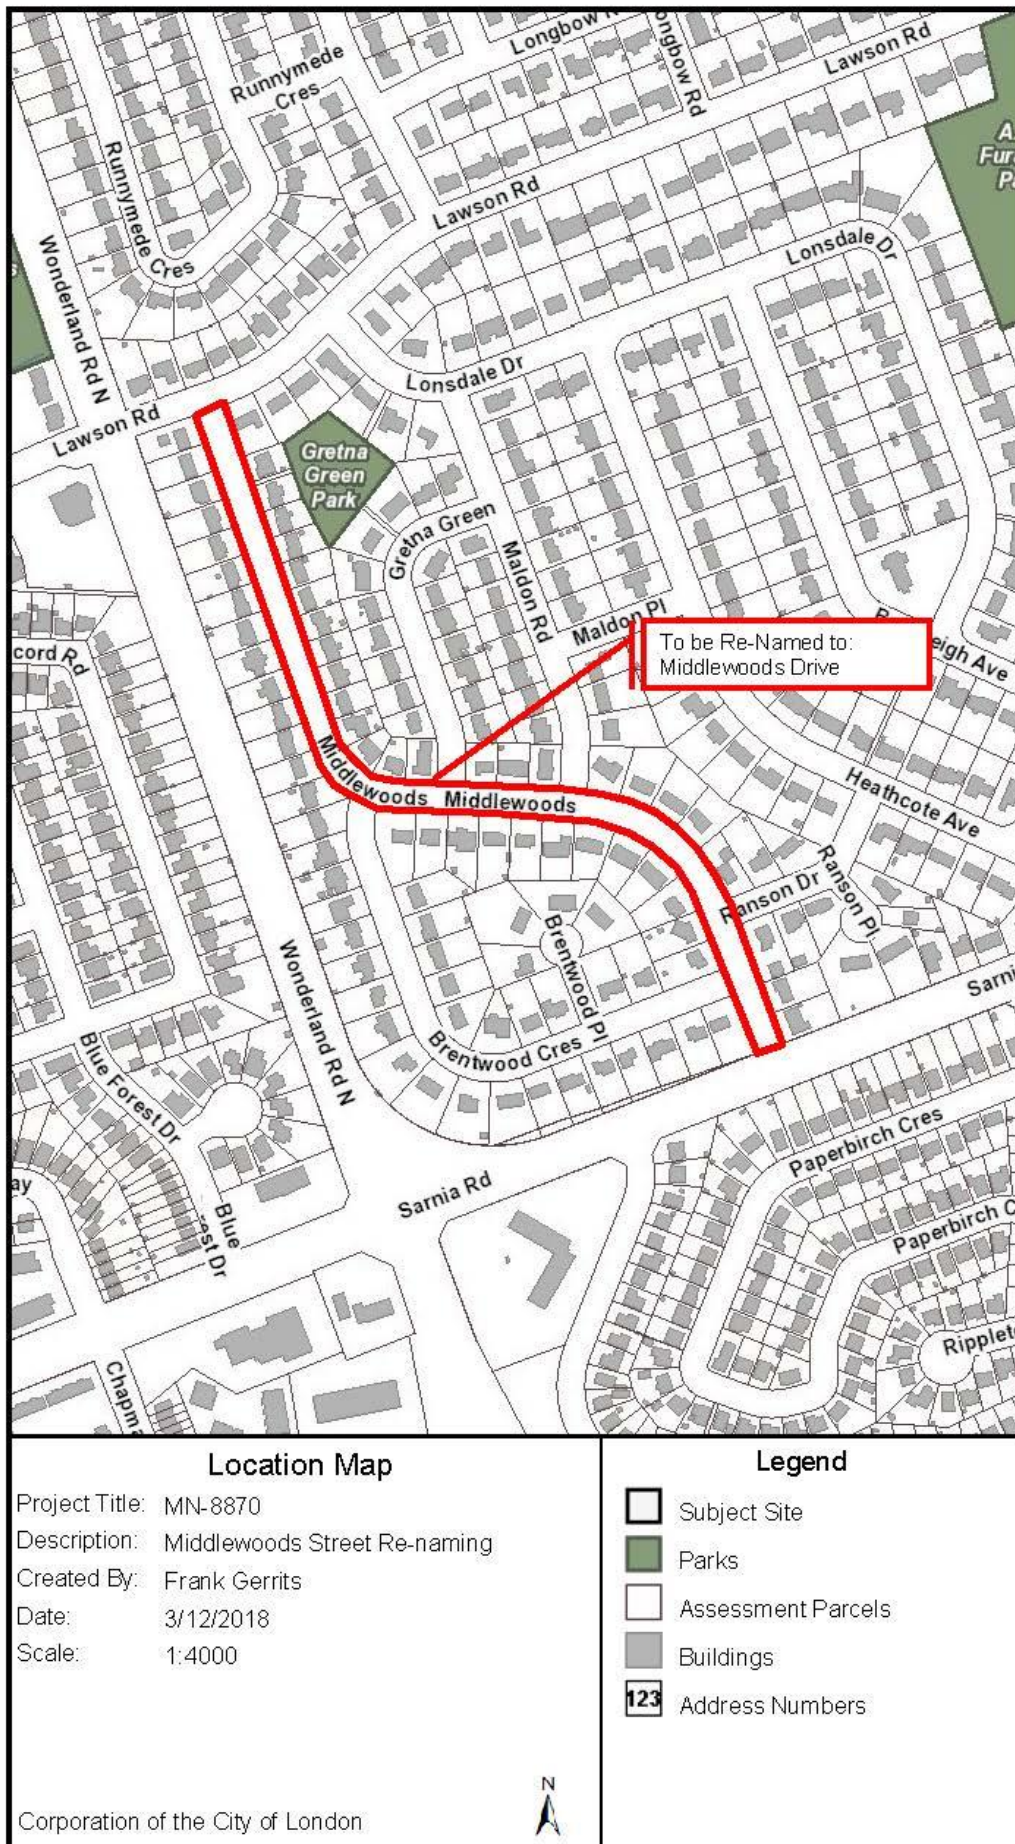 Longbow
Longbow Rd
Lawson Rd
Runnymede
Cres
Runnymede Cres
Wonderland Rd N
Lawson Rd
Lonsdale Dr
Lonsdale Dr
Lawson Rd
Gretna
Green
Park
Gretna Green
Maldon Rd
Maldon Pl
To be Re-Named to:
Middlewoods Drive
eigh Ave
cord Rd
Middlewoods Middlewoods
Heathcote Ave
Ranson Dr
Ranson Pl
Brentwood Pl
Brentwood Cres
Wonderland Rd N
Blue Forest Dr
Sarni
Paperbirch Cres
ay
Sarnia Rd
Blue
rest Dr
Paperbirch C
Ripplet
Chapma
Location Map
Project Title: MN-8870
Description: Middlewoods Street Re-naming
Created By: Frank Gerrits
Date: 3/12/2018
Scale: 1:4000
Corporation of the City of London
N
Legend
Subject Site
Parks
Assessment Parcels
Buildings
123 Address Numbers